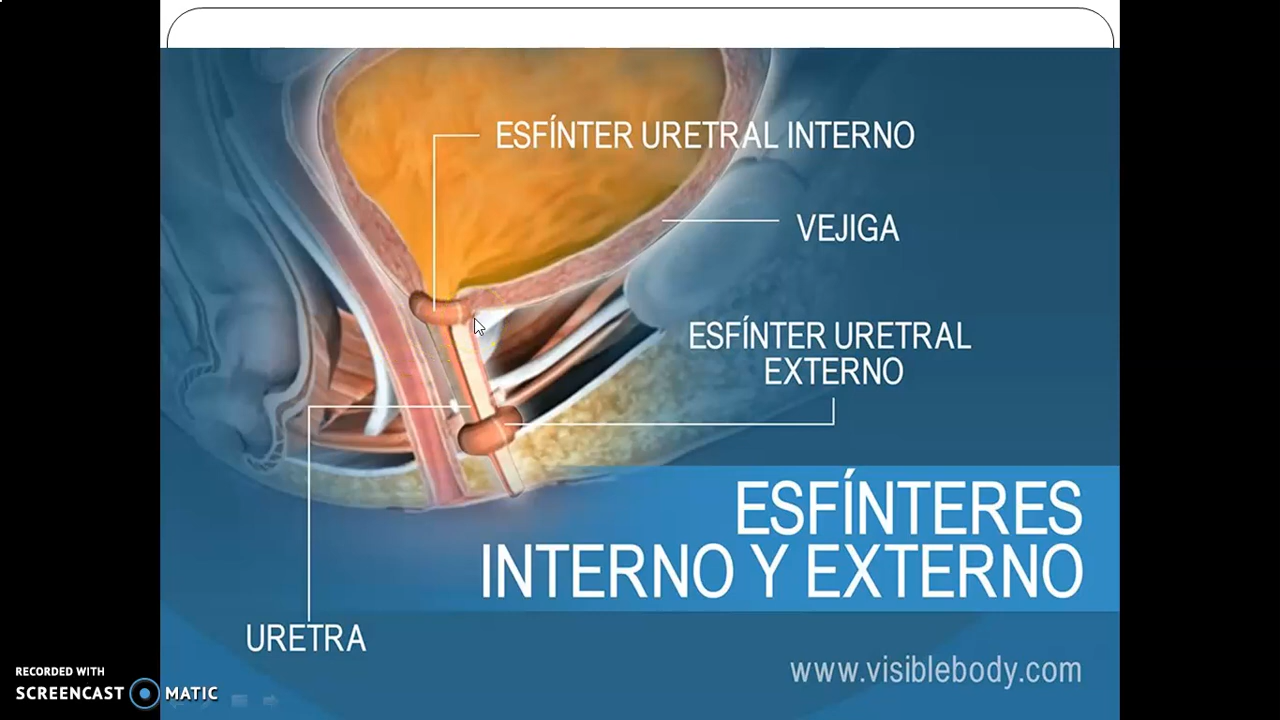 ESFÍNTER URETRAL INTERNO
VEJIGA
ESFÍNTER URETRAL
EXTERNO
ESFÍNTERES
INTERNO Y EXTERNO
URETRA
www.visiblebody.com
RECORDED WITH
SCREENCAST MATIC